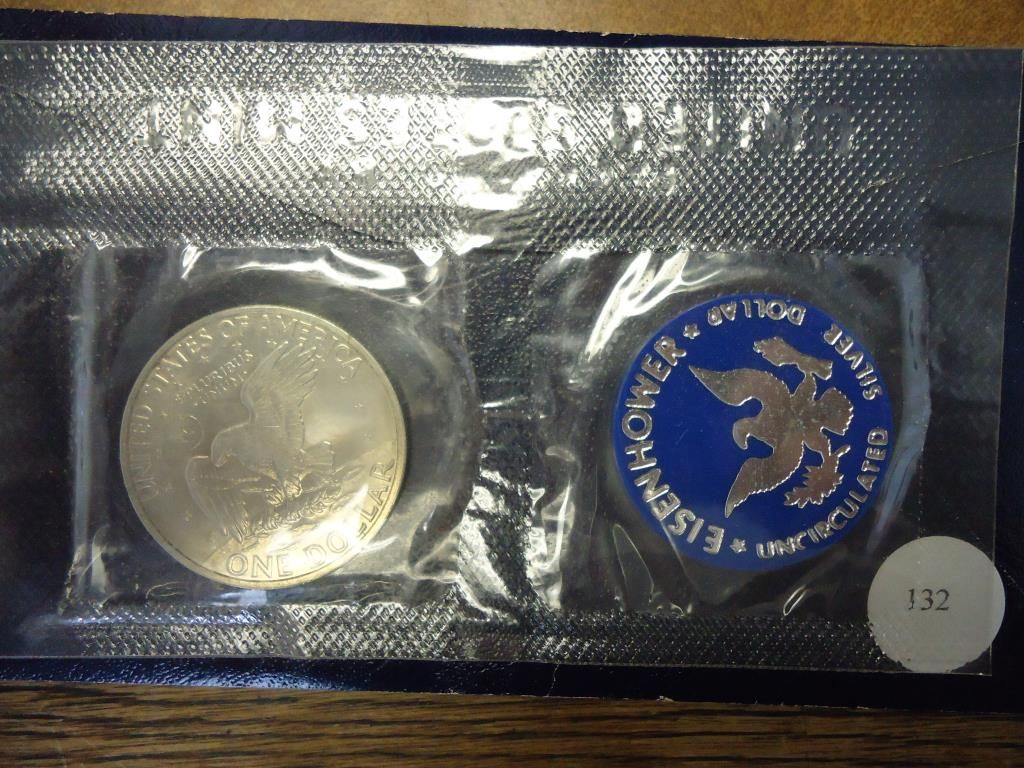 UNITED STATES MINT
UNITED STATES OF AMERICA
E PLURIBUS
UNUM
ONE DOLLAR
EISENHOWER ★ SILVER DOLLAR
★ UNCIRCULATED
132